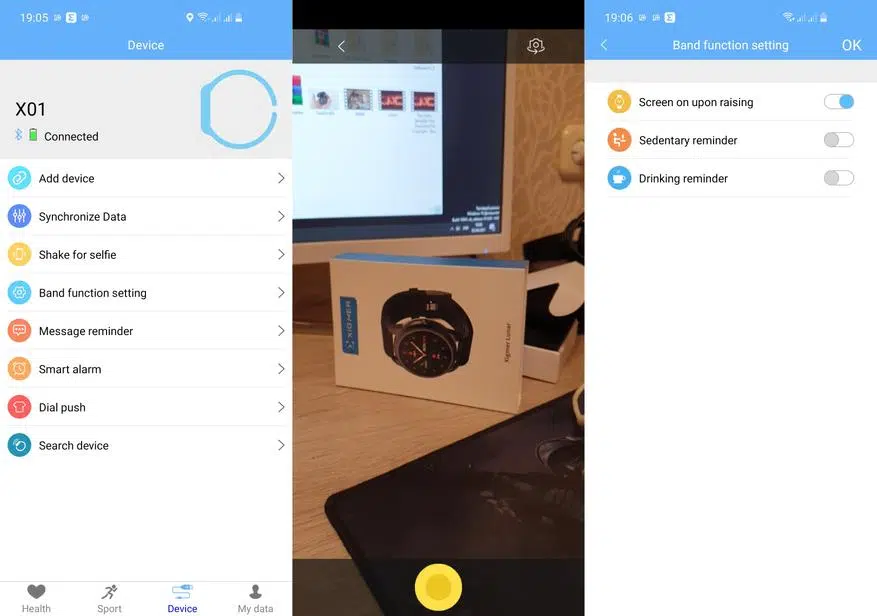 19:05
Device
X01
Connected
Add device
Synchronize Data
Shake for selfie
Band function setting
Message reminder
Smart alarm
Dial push
Search device
Health
Sport
Device
My data
XIGMER
Xigmer Lunar
19:06
Band function setting
OK
Screen on upon raising
Sedentary reminder
Drinking reminder